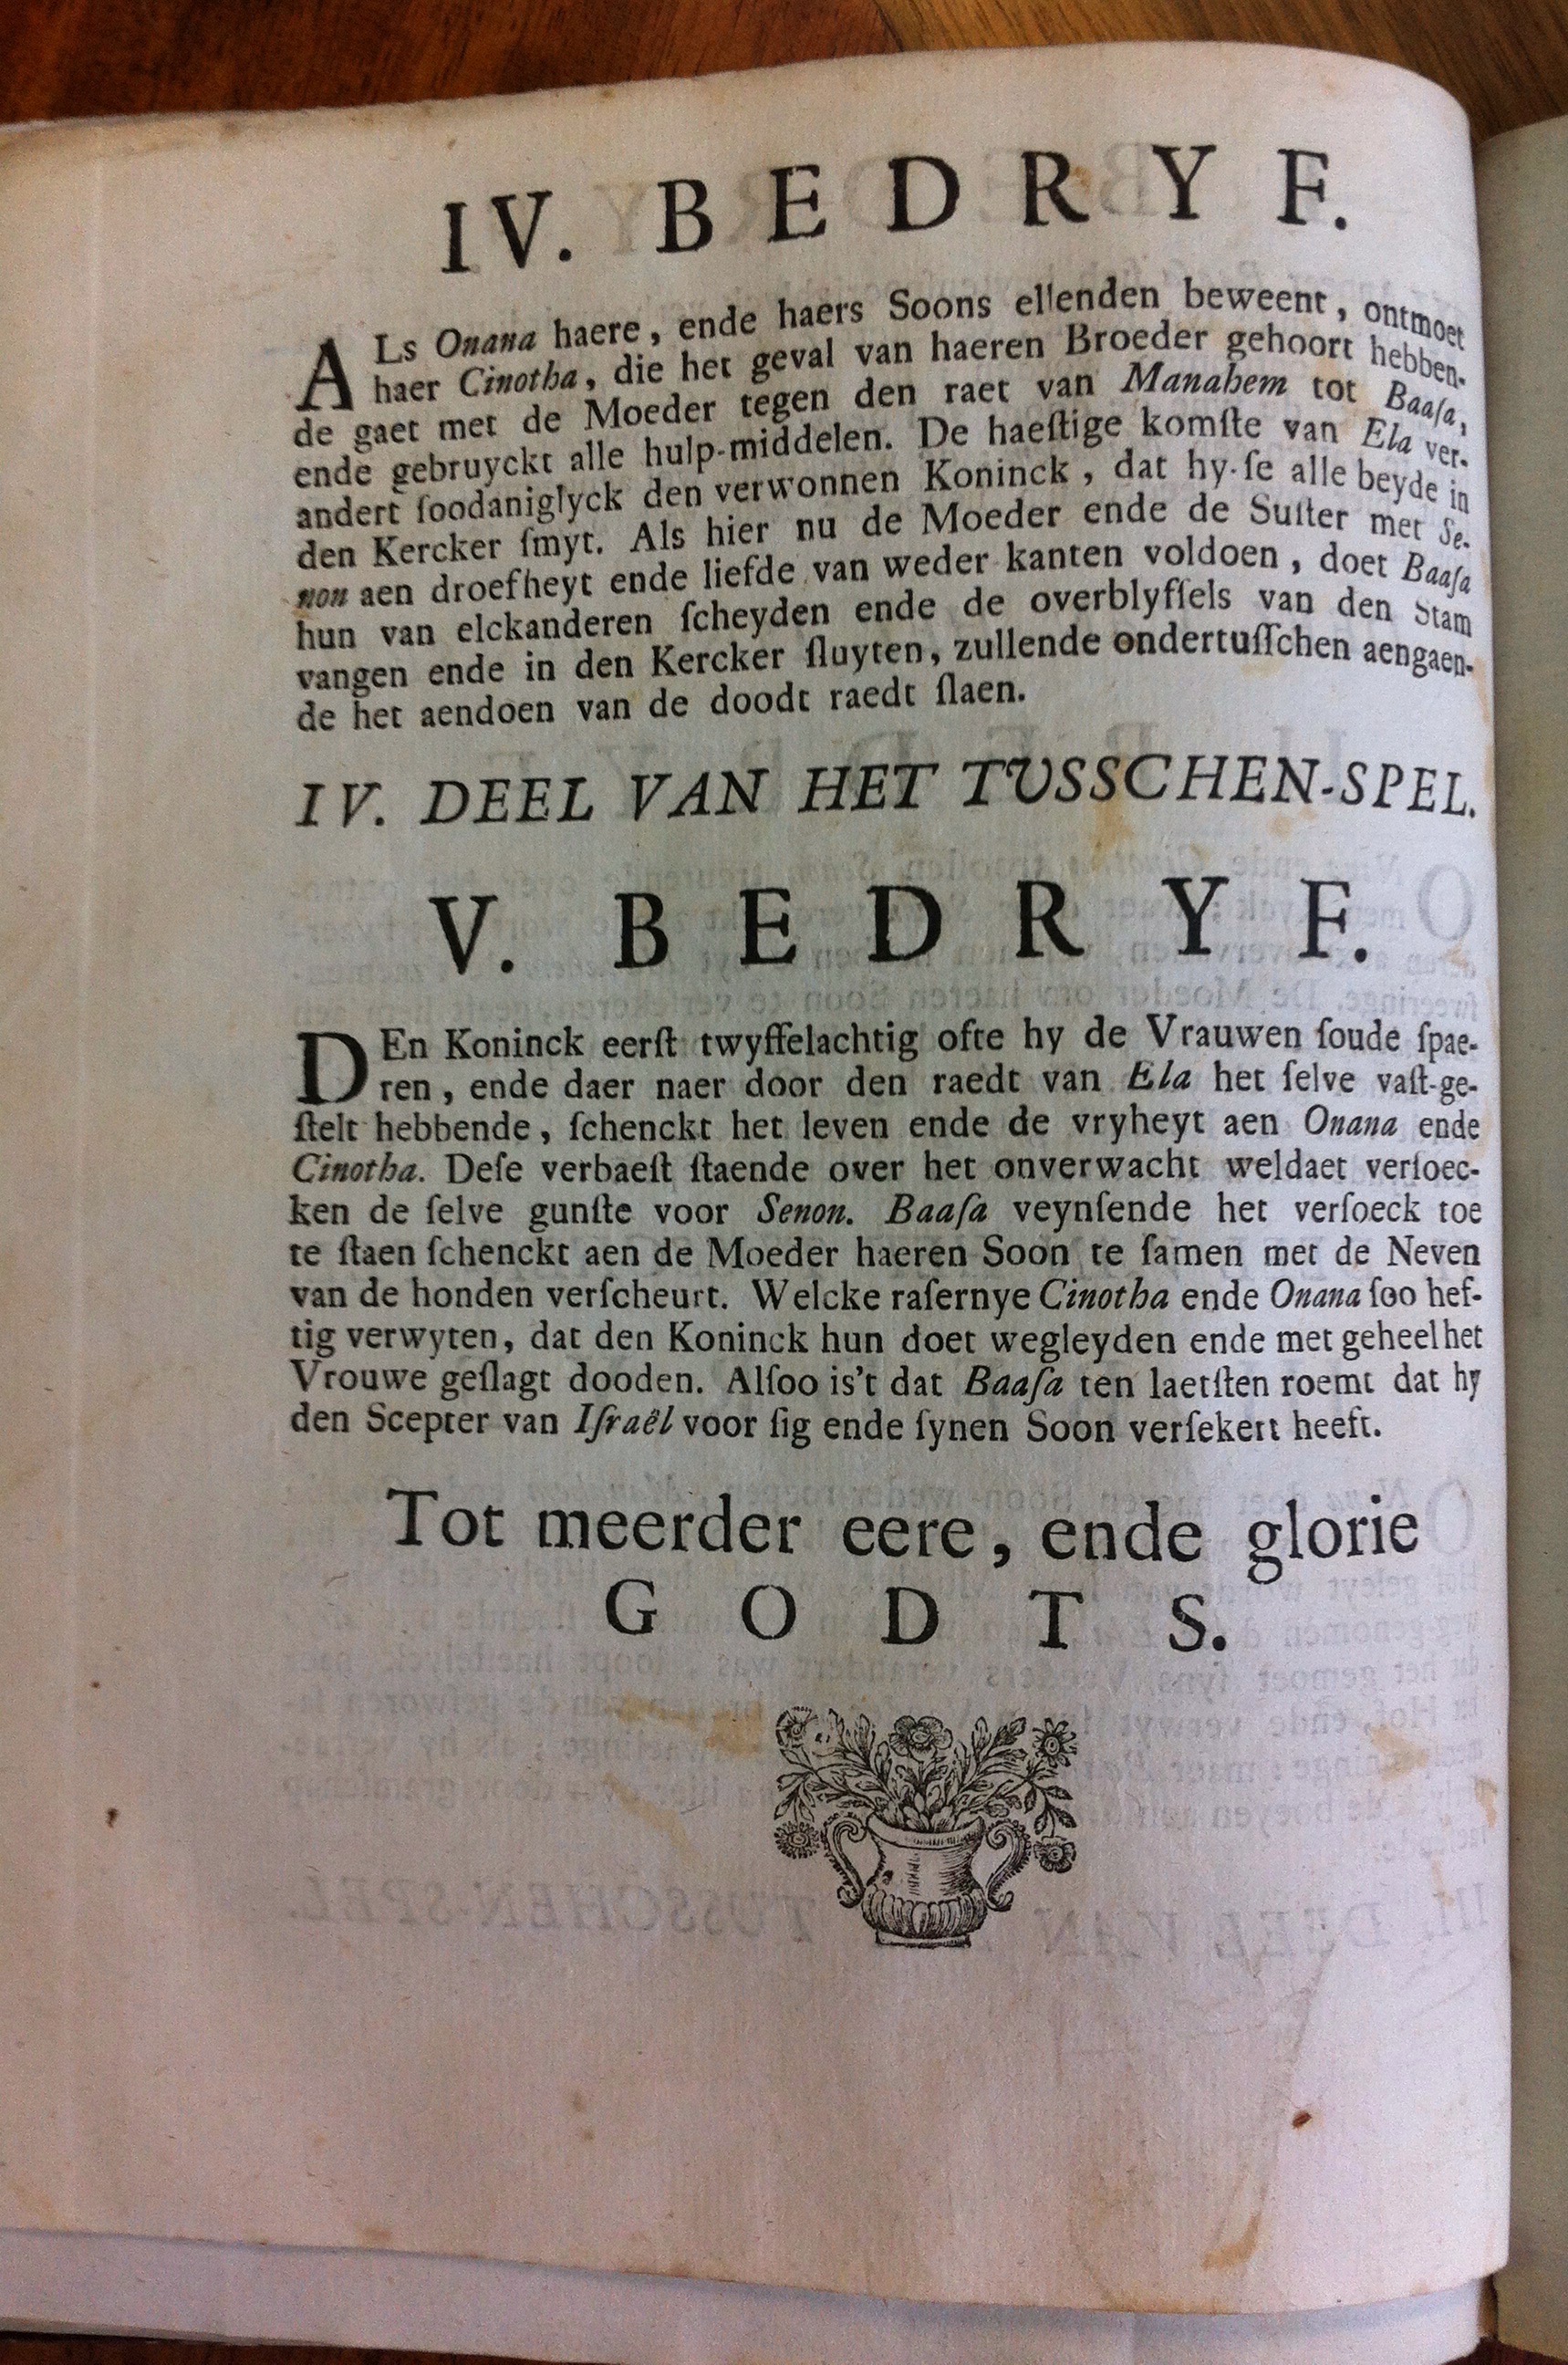 IV. BEDRYF.
ALs Onana haere, ende haers Soons ellenden beweent, ontmoet
haer Cinotha, die het geval van haeren Broeder gehoort hebben-
de gaet met de Moeder tegen den raet van Manahem tot Baaſa,
ende gebruyckt alle hulp-middelen. De haeſtige komſte van Ela ver-
andert ſoodaniglyck den verwonnen Koninck, dat hy-ſe alle beyde in
den Kercker ſmyt. Als hier nu de Moeder ende de Suſter met Se-
non aen droefheyt ende liefde van weder kanten voldoen, doet Baaſa
hun van elckanderen ſcheyden ende de overblyfſels van den Stam
vangen ende in den Kercker ſluyten, zullende ondertuſſchen aengaen-
de het aendoen van de doodt raedt ſlaen.
IV. DEEL VAN HET TUSSCHEN-SPEL.
V. BEDRYF.
DEn Koninck eerſt twyffelachtig ofte hy de Vrauwen ſoude ſpae-
ren, ende daer naer door den raedt van Ela het ſelve vaſt-ge-
ſtelt hebbende, ſchenckt het leven ende de vryheyt aen Onana ende
Cinotha. Deſe verbaeſt ſtaende over het onverwacht weldaet verſoec-
ken de ſelve gunſte voor Senon. Baaſa veynſende het verſoeck toe
te ſtaen ſchenckt aen de Moeder haeren Soon te ſamen met de Neven
van de honden verſcheurt. Welcke raſernye Cinotha ende Onana ſoo hef-
tig verwyten, dat den Koninck hun doet wegleyden ende met geheel het
Vrouwe geſlagt dooden. Alſoo is't dat Baaſa ten laetſten roemt dat hy
den Scepter van Iſraël voor ſig ende ſynen Soon verſekert heeft.
Tot meerder eere, ende glorie
GODTS.